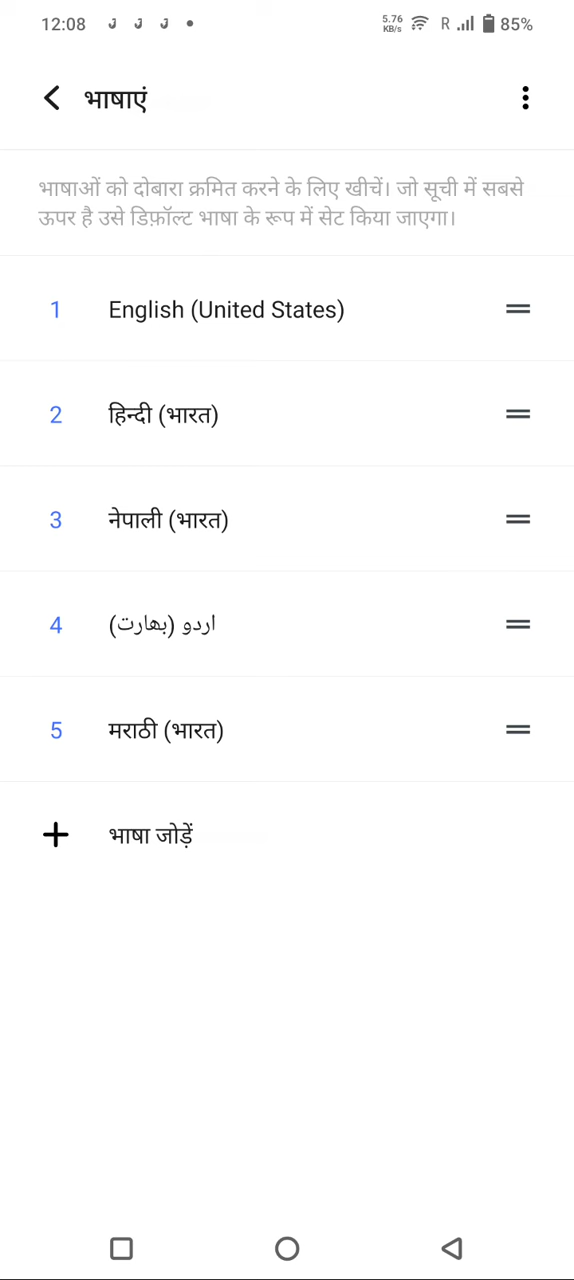 12:08 5.76 KB/s R 85%
भाषाएं
भाषाओं को दोबारा क्रमित करने के लिए खीचें। जो सूची में सबसे
ऊपर है उसे डिफ़ॉल्ट भाषा के रूप में सेट किया जाएगा।
1 English (United States)
2 हिन्दी (भारत)
3 नेपाली (भारत)
4 اردو (بھارت)
5 मराठी (भारत)
भाषा जोड़ें